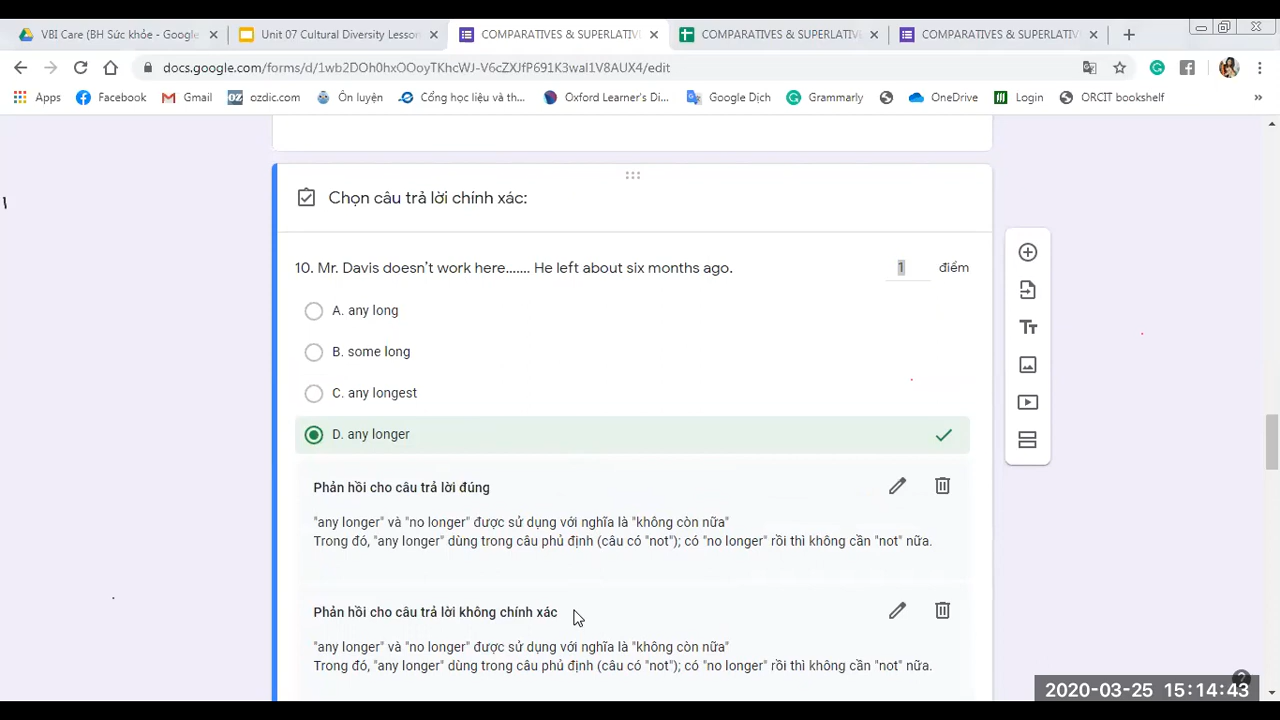 VBI Care (BH Sức khỏe - Google
Unit 07 Cultural Diversity Lesson
COMPARATIVES & SUPERLATIV
COMPARATIVES & SUPERLATIV
COMPARATIVES & SUPERLATIV
docs.google.com/forms/d/1wb2DOh0hxOOoyTKhcWJ-V6cZXJfP691K3waI1V8AUX4/edit
Apps
Facebook
Gmail
OZ
ozdic.com
Ôn luyện
Cổng học liệu và th...
Oxford Learner's Di...
Google Dịch
Grammarly
OneDrive
Login
ORCIT bookshelf
»
Chọn câu trả lời chính xác:
10. Mr. Davis doesn't work here....... He left about six months ago.
1
điểm
A. any long
B. some long
C. any longest
D. any longer
Phản hồi cho câu trả lời đúng
"any longer" và "no longer" được sử dụng với nghĩa là "không còn nữa"
Trong đó, "any longer" dùng trong câu phủ định (câu có "not"); có "no longer" rồi thì không cần "not" nữa.
Phản hồi cho câu trả lời không chính xác
"any longer" và "no longer" được sử dụng với nghĩa là "không còn nữa"
Trong đó, "any longer" dùng trong câu phủ định (câu có "not"); có "no longer" rồi thì không cần "not" nữa.
Tт
2020-03-25 15:14:43